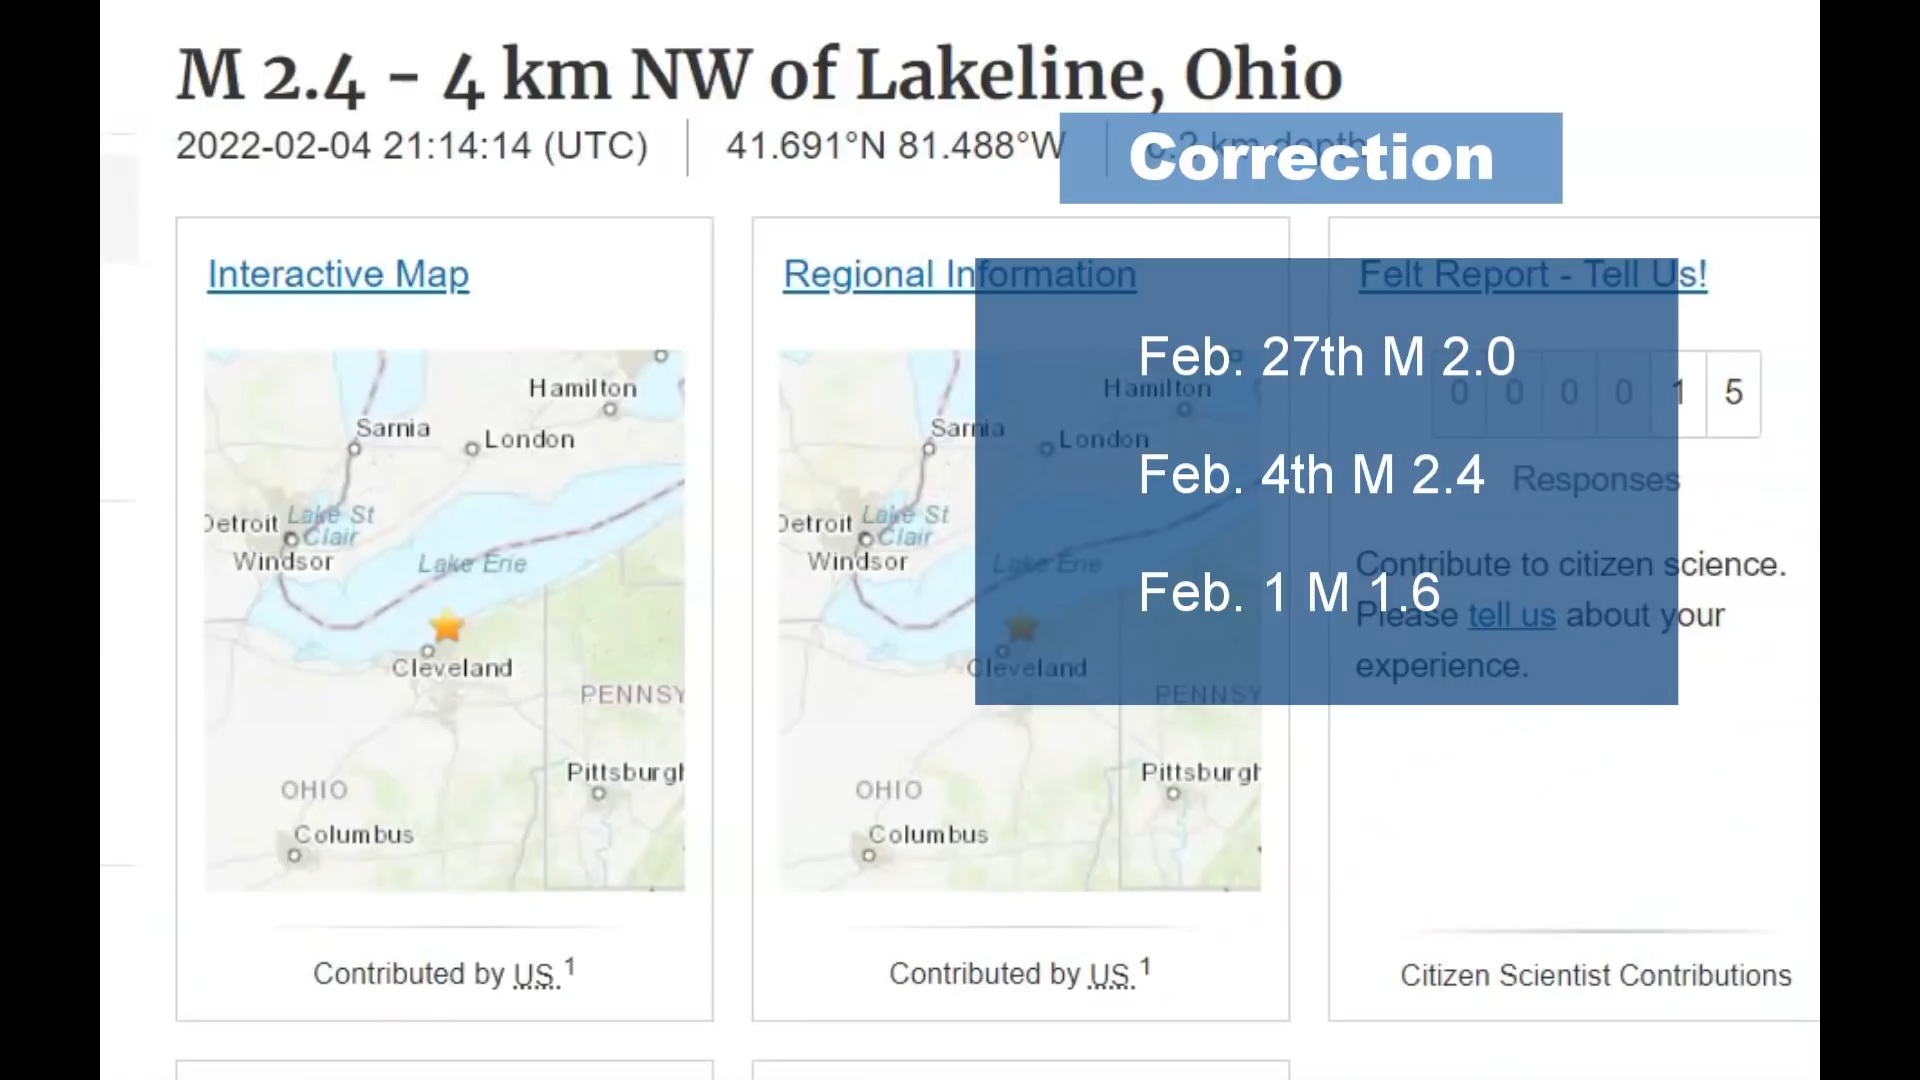 M 2.4 - 4 km NW of Lakeline, Ohio
2022-02-04 21:14:14 (UTC)
41.691°N 81.488°W
km depth
Correction
Interactive Map
Hamilton
Sarnia
London
Detroit
Lake St
Clair
Windsor
Lake Erie
Cleveland
PENNSY
Pittsburgh
OHIO
Columbus
Contributed by US 1
Regional Information
Hamilton
Sarnia
London
Detroit
Lake St
Clair
Windsor
Lake Erie
Cleveland
PENNSY
Pittsburgh
OHIO
Columbus
Contributed by US 1
Felt Report - Tell Us!
0 0 0 0 1 5
Responses
Contribute to citizen science.
Please tell us about your
experience.
Citizen Scientist Contributions
Feb. 27th M 2.0
Feb. 4th M 2.4
Feb. 1 M 1.6